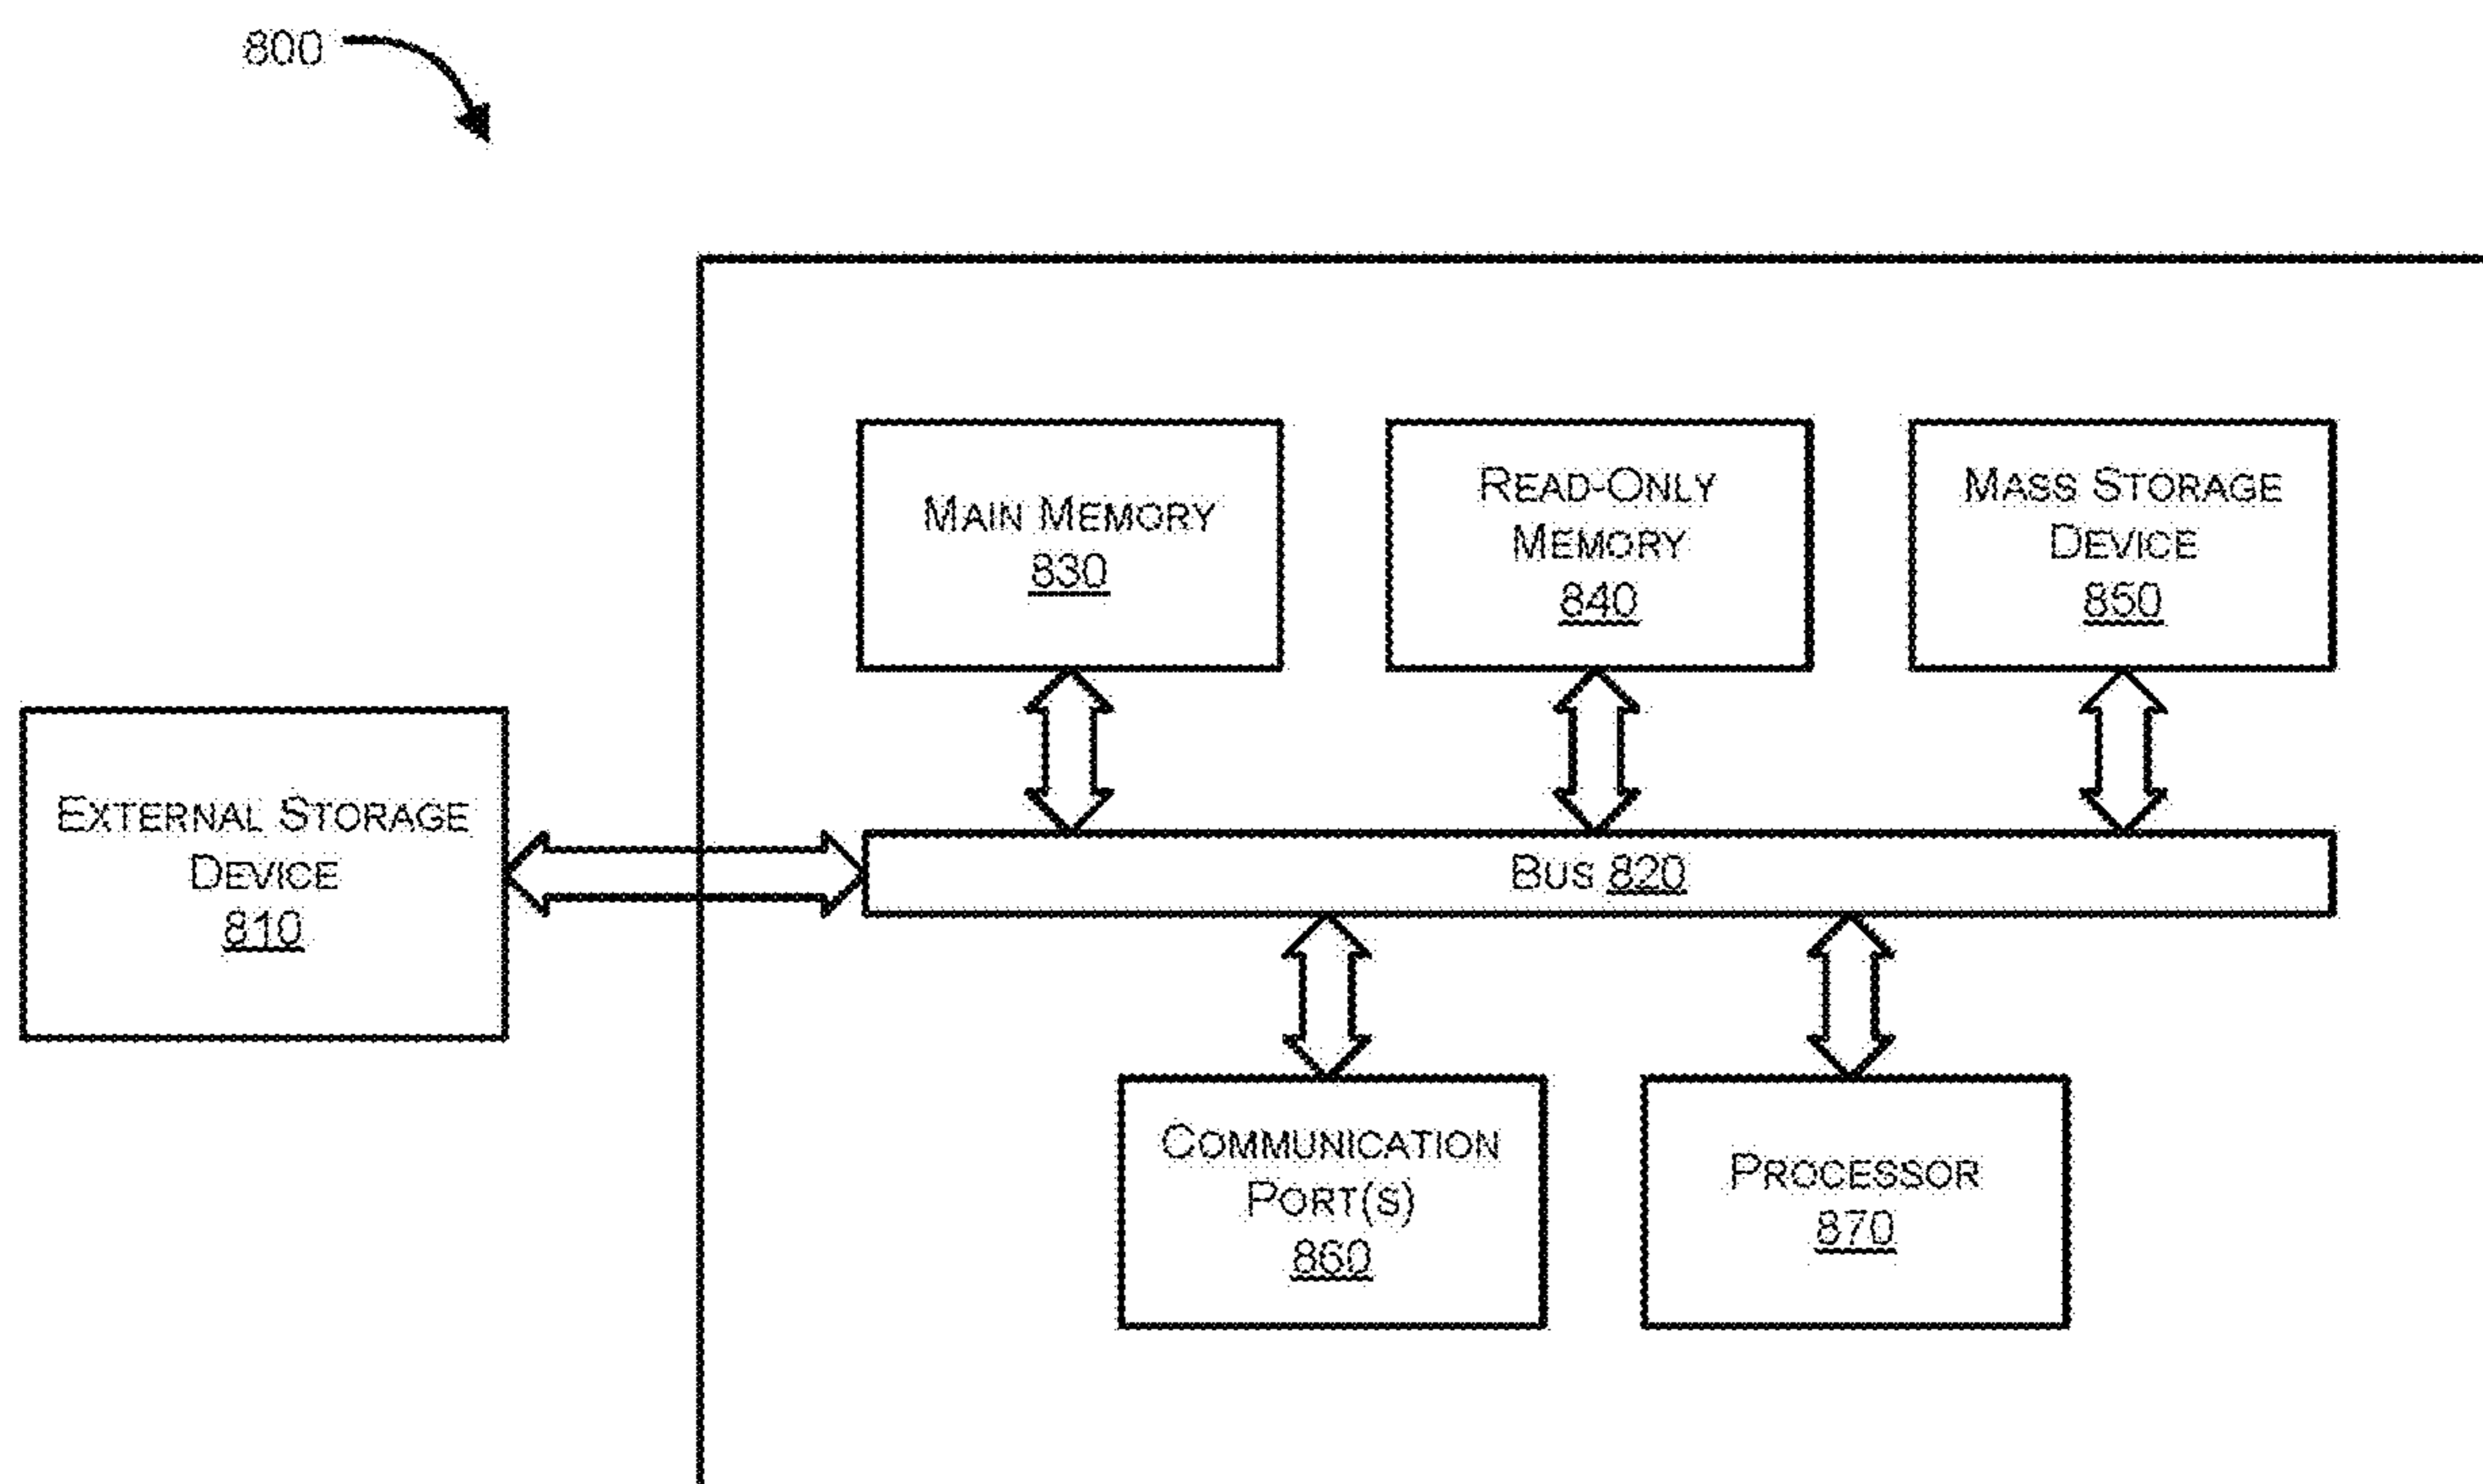 800
MAIN MEMORY
830
READ-ONLY
MEMORY
840
MASS STORAGE
DEVICE
850
EXTERNAL STORAGE
DEVICE
810
BUS 820
COMMUNICATION
PORT(S)
860
PROCESSOR
870